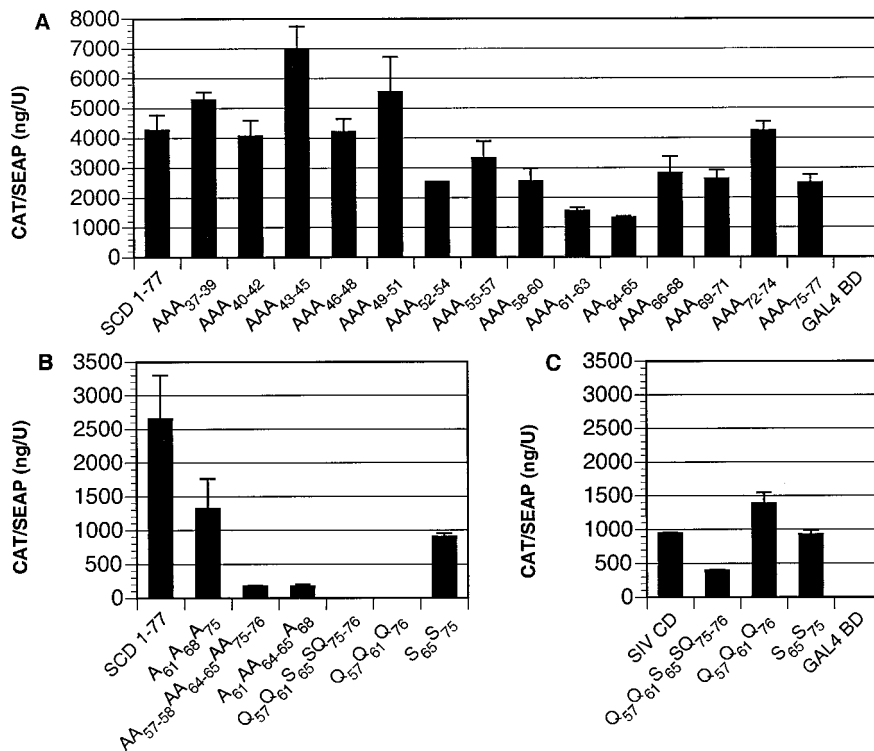 A
CAT/SEAP (ng/U)
8000
7000
6000
5000
4000
3000
2000
1000
0
SCD 1-77
AAA37-39
AAA40-42
AAA43-45
AAA46-48
AAA49-51
AAA52-54
AAA55-57
AAA58-60
AAA61-63
AA64-65
AAA66-68
AAA69-71
AAA72-74
AAA75-77
GAL4 BD
B
CAT/SEAP (ng/U)
3500
3000
2500
2000
1500
1000
500
0
SCD 1-77
A61A68A75
AA57-58AA64-65AA75-76
A61AA64-65A68
Q57Q61S65SQ75-76
Q57Q61Q76
S65S75
C
CAT/SEAP (ng/U)
3500
3000
2500
2000
1500
1000
500
0
SIV CD
Q57Q61S65SQ75-76
Q57Q61Q76
S65S75
GAL4 BD